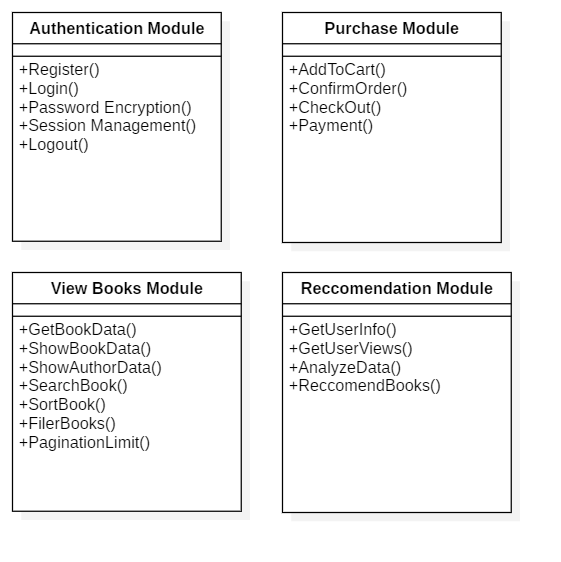 Authentication Module
+Register()
+Login()
+Password Encryption()
+Session Management()
+Logout()
Purchase Module
+AddToCart()
+ConfirmOrder()
+CheckOut()
+Payment()
View Books Module
+GetBookData()
+ShowBookData()
+ShowAuthorData()
+SearchBook()
+SortBook()
+FilerBooks()
+PaginationLimit()
Reccomendation Module
+GetUserInfo()
+GetUserViews()
+AnalyzeData()
+ReccomendBooks()